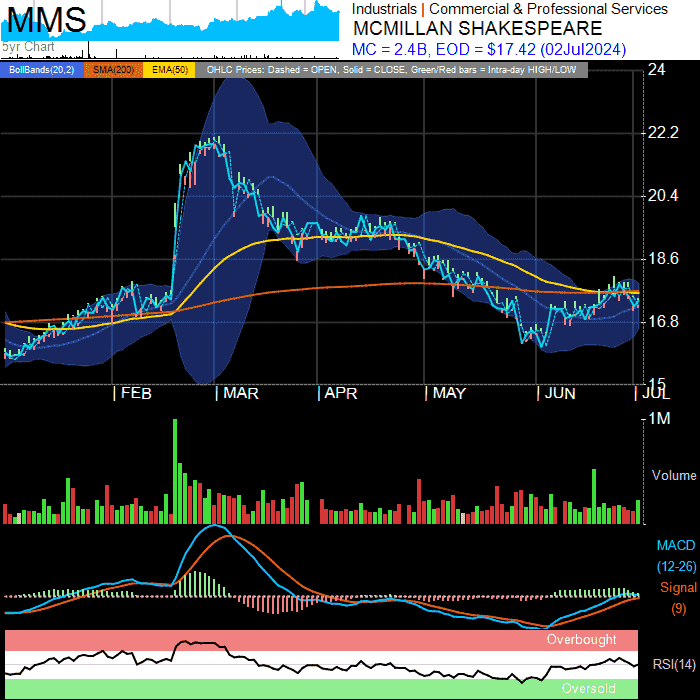 MMS
5yr Chart
Industrials | Commercial & Professional Services
MCMILLAN SHAKESPEARE
MC = 2.4B, EOD = $17.42 (02Jul2024)
BollBands(20,2) SMA(200) EMA(50) OHLC Prices: Dashed = OPEN, Solid = CLOSE, Green/Red bars = Intra-day HIGH/LOW
24
22.2
20.4
18.6
16.8
15
FEB MAR APR MAY JUN JUL
1M
Volume
MACD
(12-26)
Signal
(9)
Overbought
RSI(14)
Oversold